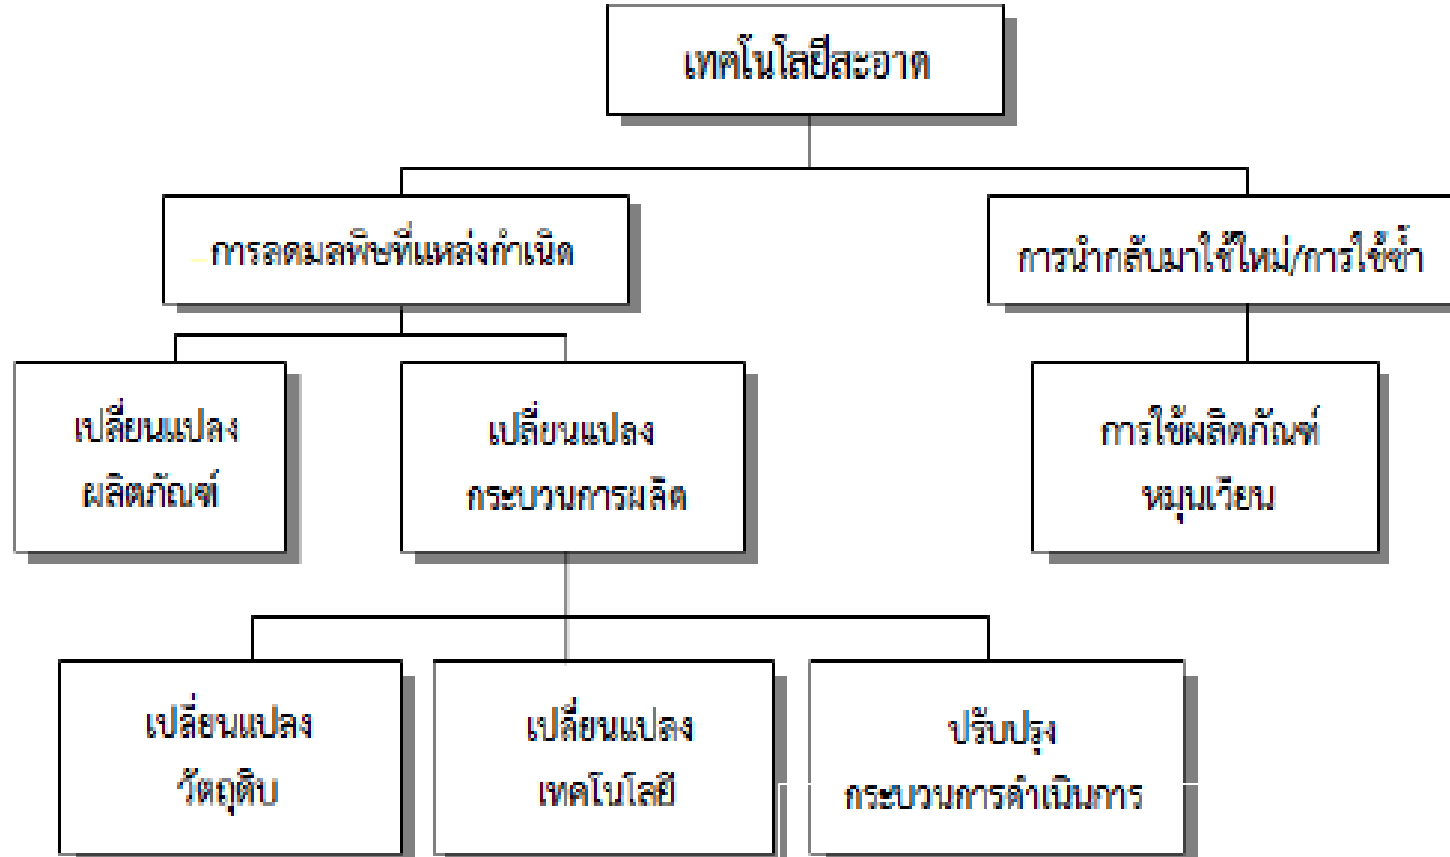 เทคโนโลยีสะอาด
การลดมลพิษที่แหล่งกำเนิด
การนำกลับมาใช้ใหม่/การใช้ซ้ำ
เปลี่ยนแปลง
ผลิตภัณฑ์
เปลี่ยนแปลง
กระบวนการผลิต
การใช้ผลิตภัณฑ์
หมุนเวียน
เปลี่ยนแปลง
วัตถุดิบ
เปลี่ยนแปลง
เทคโนโลยี
ปรับปรุง
กระบวนการดำเนินการ